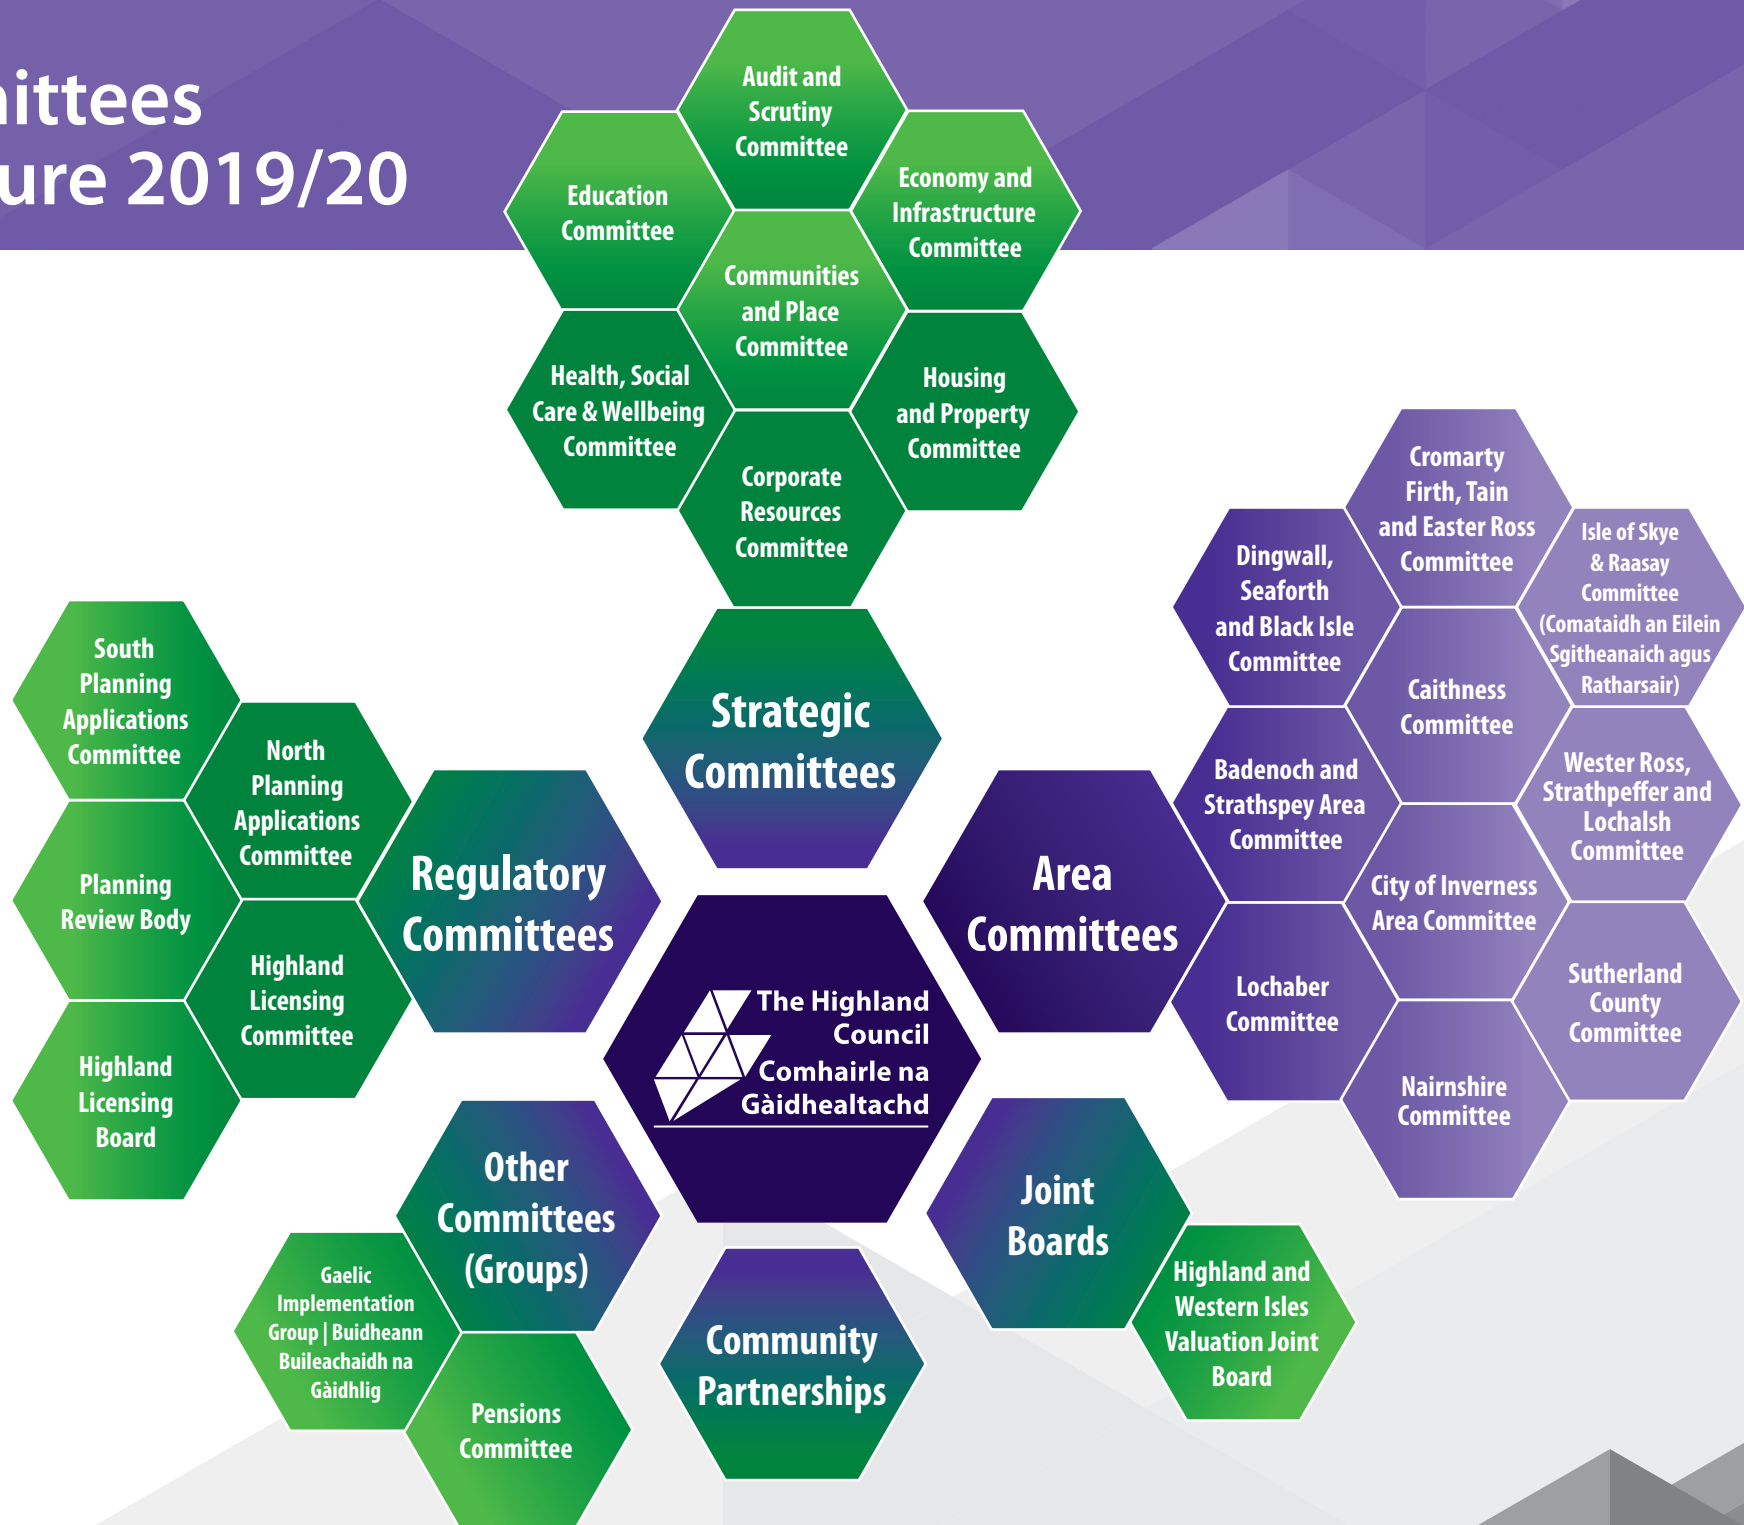 ittees
ure 2019/20
Audit and
Scrutiny
Committee
Education
Committee
Economy and
Infrastructure
Committee
Communities
and Place
Committee
Health, Social
Care & Wellbeing
Committee
Housing
and Property
Committee
Corporate
Resources
Committee
Strategic
Committees
South
Planning
Applications
Committee
North
Planning
Applications
Committee
Planning
Review Body
Highland
Licensing
Committee
Highland
Licensing
Board
Regulatory
Committees
Area
Committees
Cromarty
Firth, Tain
and Easter Ross
Committee
Dingwall,
Seaforth
and Black Isle
Committee
Isle of Skye
& Raasay
Committee
(Comataidh an Eilein
Sgitheanaich agus
Ratharsair)
Caithness
Committee
Badenoch and
Strathspey Area
Committee
Wester Ross,
Strathpeffer and
Lochalsh
Committee
City of Inverness
Area Committee
Lochaber
Committee
Sutherland
County
Committee
Nairnshire
Committee
The Highland
Council
Comhairle na
Gàidhealtachd
Other
Committees
(Groups)
Gaelic
Implementation
Group | Buidheann
Buileachaidh na
Gàidhlig
Pensions
Committee
Community
Partnerships
Joint
Boards
Highland and
Western Isles
Valuation Joint
Board